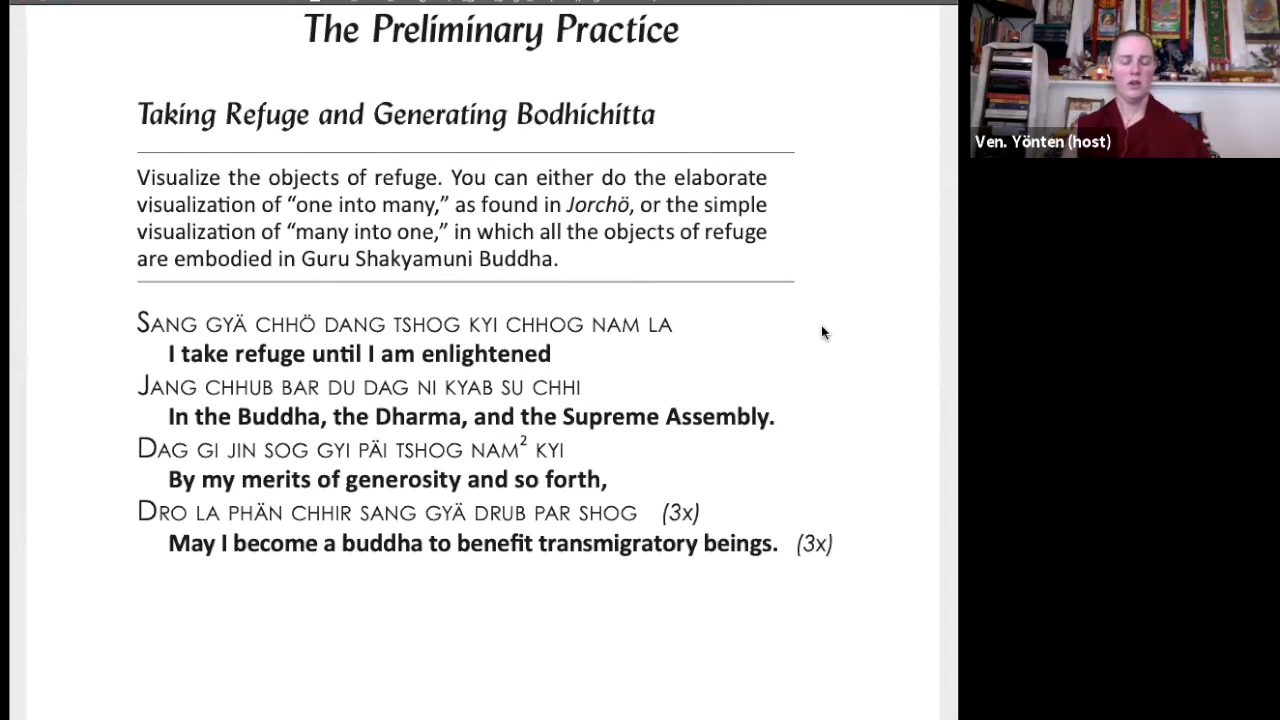 The Preliminary Practice
Taking Refuge and Generating Bodhichitta
Visualize the objects of refuge. You can either do the elaborate
visualization of “one into many,” as found in Jorchö, or the simple
visualization of “many into one,” in which all the objects of refuge
are embodied in Guru Shakyamuni Buddha.
SANG GYÄ CHHÖ DANG TSHOG KYI CHHOG NAM LA
I take refuge until I am enlightened
JANG CHHUB BAR DU DAG NI KYAB SU CHHI
In the Buddha, the Dharma, and the Supreme Assembly.
DAG GI JIN SOG GYI PÄI TSHOG NAM² KYI
By my merits of generosity and so forth,
DRO LA PHÄN CHHIR SANG GYÄ DRUB PAR SHOG (3x)
May I become a buddha to benefit transmigratory beings. (3x)
Ven. Yönten (host)